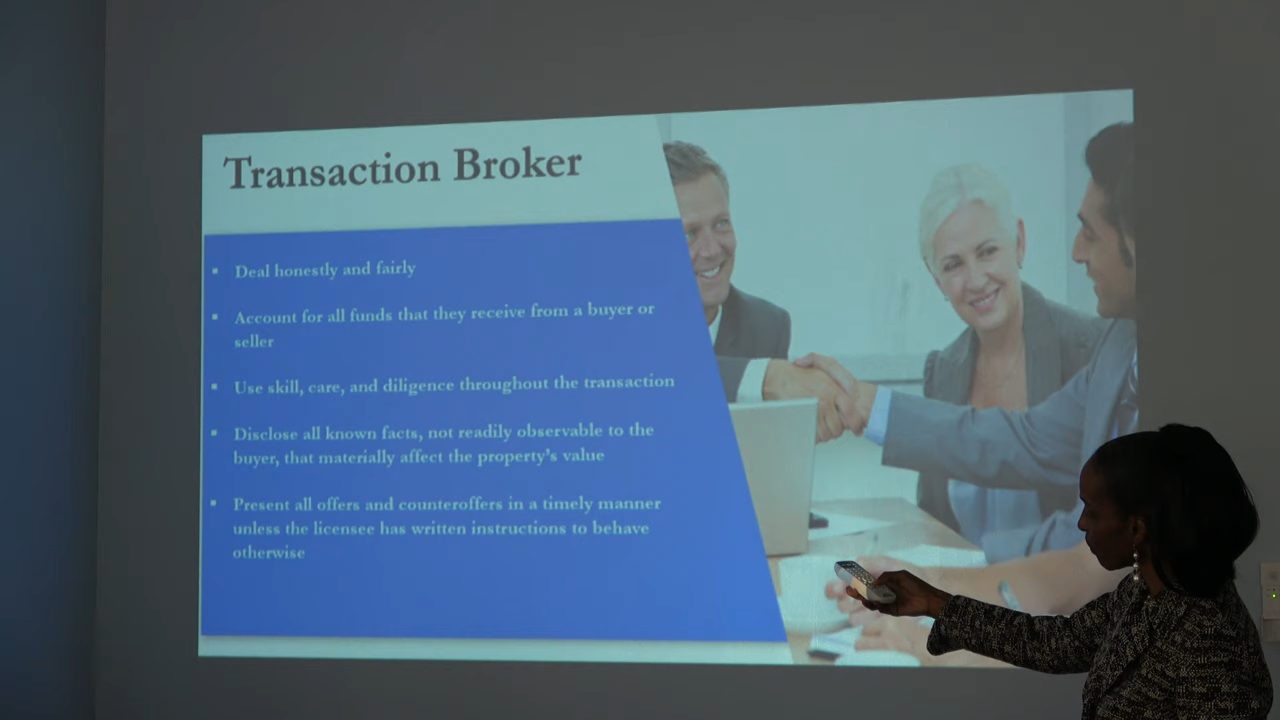 Transaction Broker
▪ Deal honestly and fairly
▪ Account for all funds that they receive from a buyer or
seller
▪ Use skill, care, and diligence throughout the transaction
▪ Disclose all known facts, not readily observable to the
buyer, that materially affect the property's value
▪ Present all offers and counteroffers in a timely manner
unless the licensee has written instructions to behave
otherwise